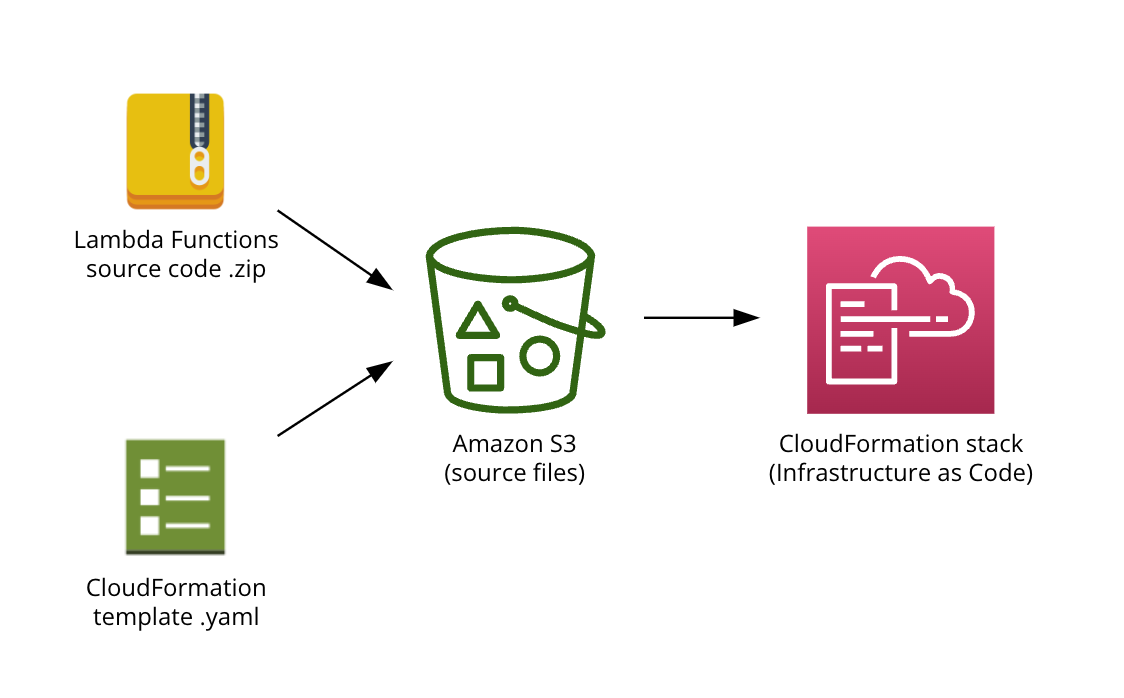 Lambda Functions
source code .zip
CloudFormation
template .yaml
Amazon S3
(source files)
CloudFormation stack
(Infrastructure as Code)